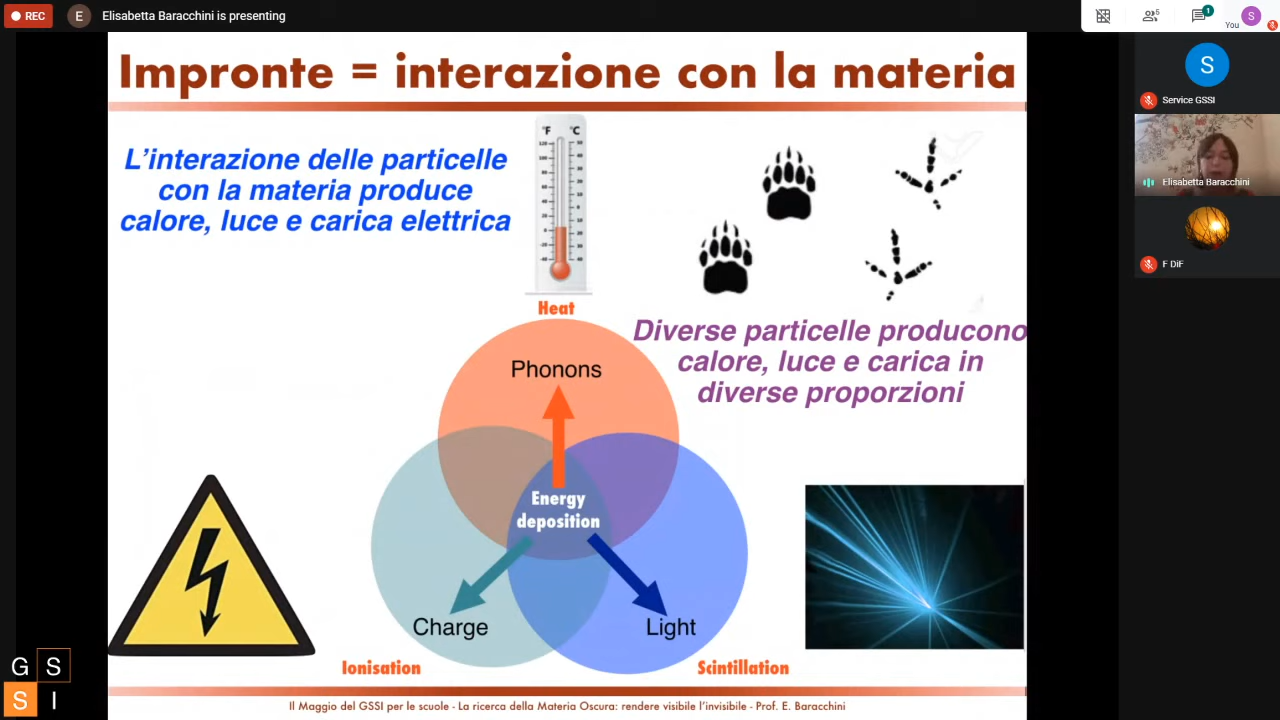 REC
E
Elisabetta Baracchini is presenting
5
1
You
S
Impronte = interazione con la materia
L'interazione delle particelle
con la materia produce
calore, luce e carica elettrica
°F °C
Heat
Diverse particelle producono
calore, luce e carica in
diverse proporzioni
Phonons
Energy
deposition
Charge
Light
Ionisation
Scintillation
Il Maggio del GSSI per le scuole - La ricerca della Materia Oscura: rendere visibile l'invisibile - Prof. E. Baracchini
G S
S I
S
Service GSSI
Elisabetta Baracchini
F DiF